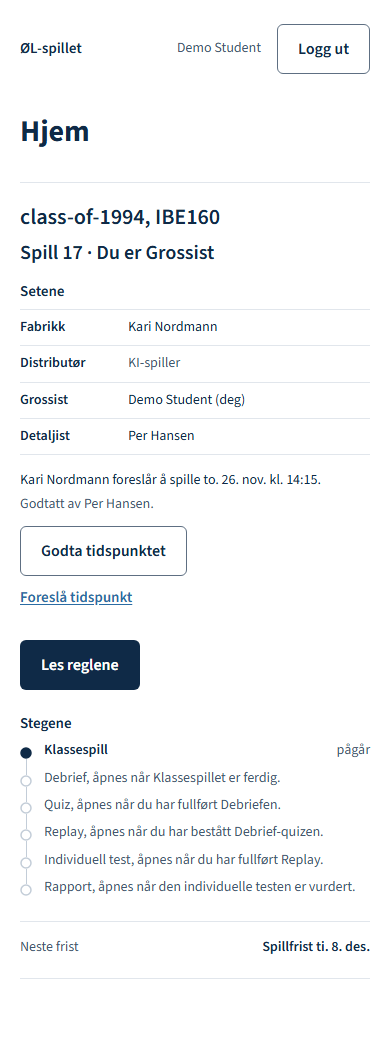 ØL-spillet
Demo Student
Logg ut
Hjem
class-of-1994, IBE160
Spill 17 · Du er Grossist
Setene
Fabrikk Kari Nordmann
Distributør KI-spiller
Grossist Demo Student (deg)
Detaljist Per Hansen
Kari Nordmann foreslår å spille to. 26. nov. kl. 14:15.
Godtatt av Per Hansen.
Godta tidspunktet
Foreslå tidspunkt
Les reglene
Stegene
Klassespill pågår
Debrief, åpnes når Klassespillet er ferdig.
Quiz, åpnes når du har fullført Debriefen.
Replay, åpnes når du har bestått Debrief-quizen.
Individuell test, åpnes når du har fullført Replay.
Rapport, åpnes når den individuelle testen er vurdert.
Neste frist Spillfrist ti. 8. des.